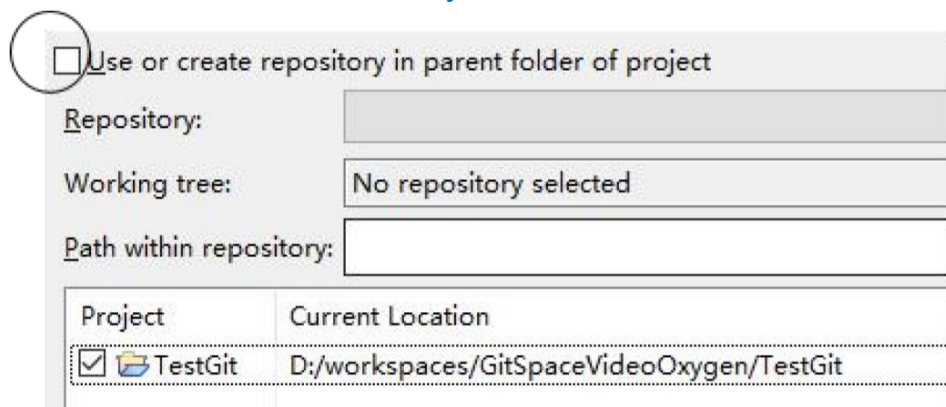 Use or create repository in parent folder of project
Repository:
Working tree: No repository selected
Path within repository:
Project Current Location
TestGit D:/workspaces/GitSpaceVideoOxygen/TestGit